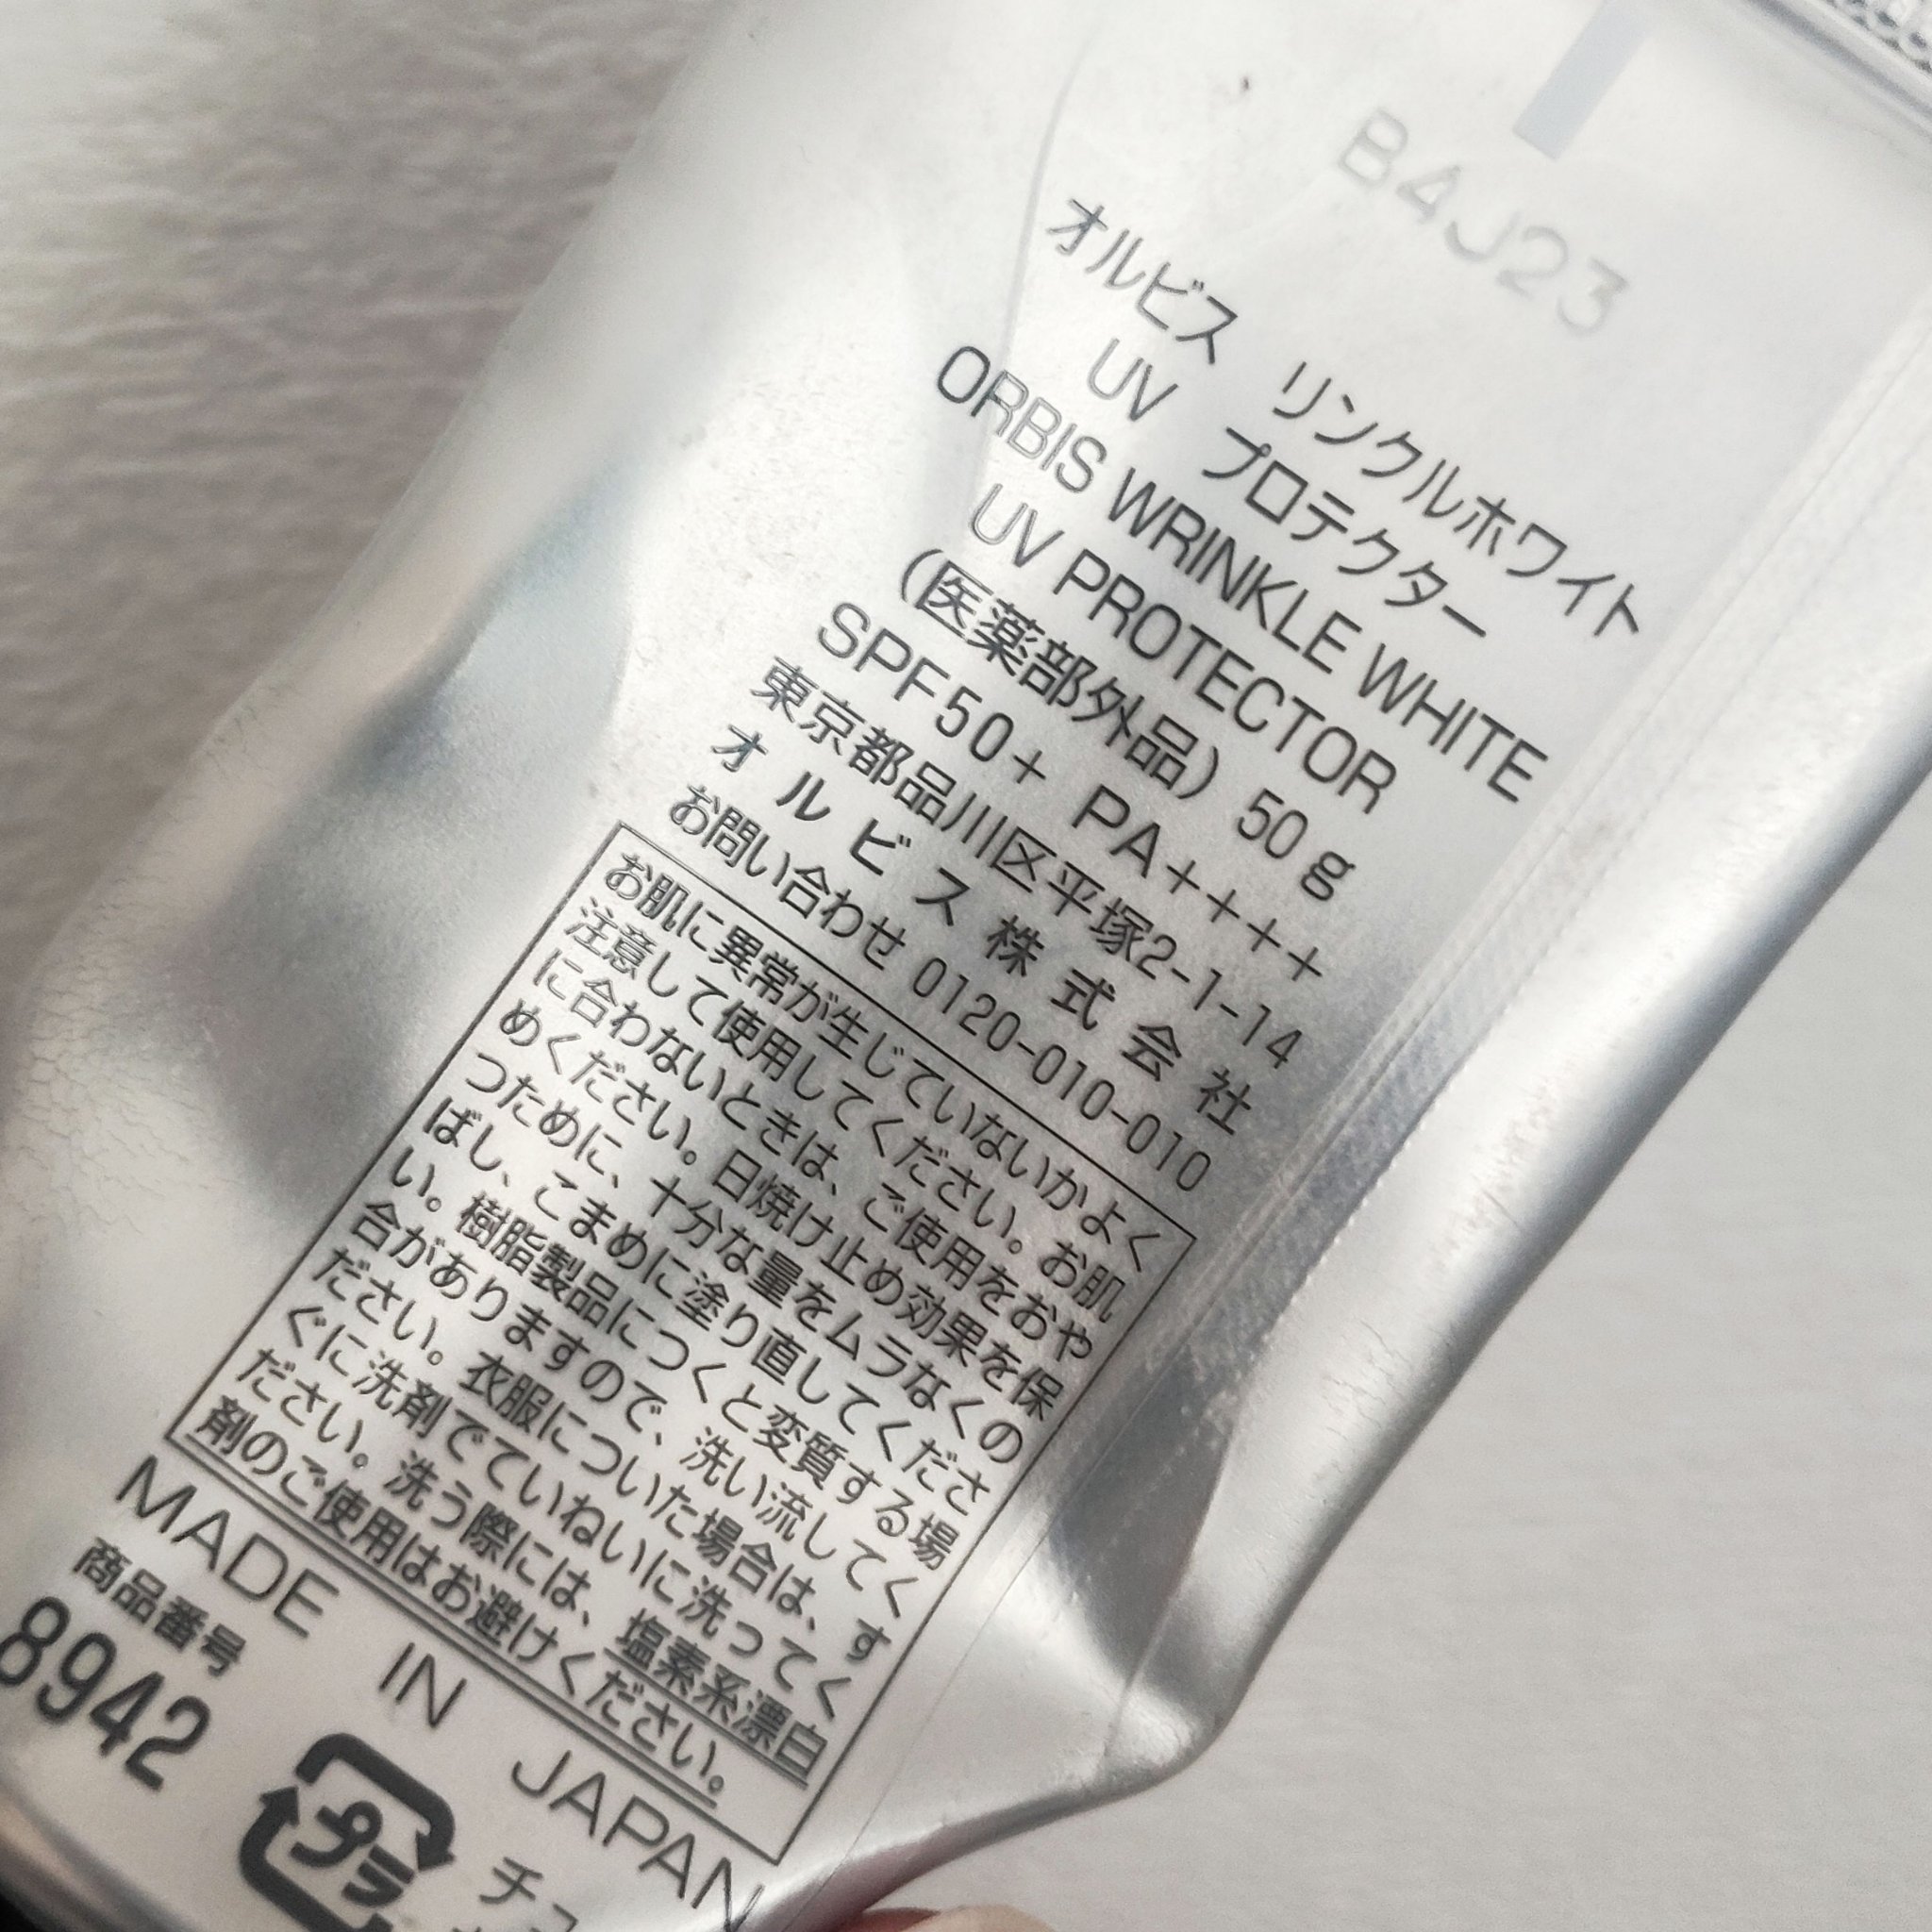 B4J23
オルビス　リンクルホワイト
UV　プロテクター
ORBIS WRINKLE WHITE
UV PROTECTOR
(医薬部外品) 50 g
SPF50+ PA++++
東京都品川区平塚2-1-14
オルビス株式会社
お問い合わせ 0120-010-010
お肌に異常が生じていないかよく
注意して使用してください。お肌
に合わないときは、ご使用をおや
めください。日焼け止め効果を保
つために、十分な量をムラなくの
ばし、こまめに塗り直してくださ
い。樹脂製品につくと変質する場
合がありますので、洗い流してく
ださい。衣服についた場合は、す
ぐに洗剤でていねいに洗ってく
ださい。洗う際には、塩素系漂白
剤のご使用はお避けください。
MADE IN JAPAN
商品番号
8942
プラ